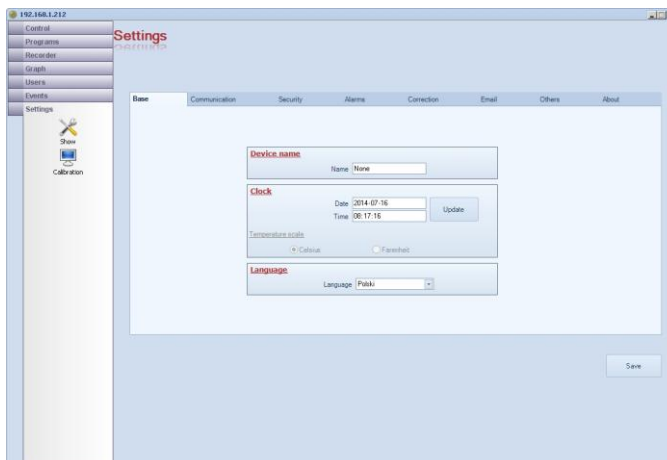 192.168.1.212
Control
Programs
Recorder
Graph
Users
Events
Settings
Show
Calibration
Settings
Base Communication Security Alarms Correction Email Others About
Device name
Name None
Clock
Date 2014-07-16
Time 08:17:16
Update
Temperature scale
Celsius Farenheit
Language
Language Polski
Save